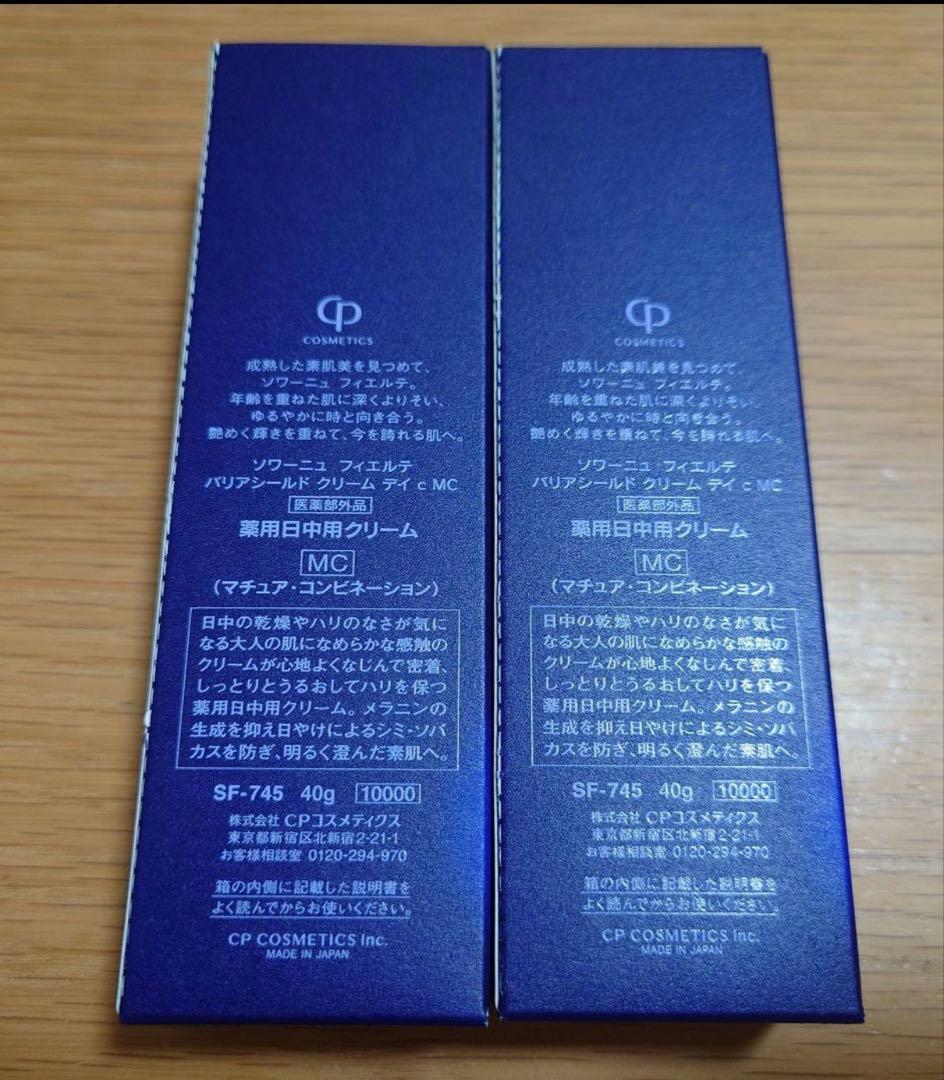 CP
COSMETICS
成熟した素肌美を見つめて、
ソワーニュ フィエルテ。
年齢を重ねた肌に深くよりそい、
ゆるやかに時と向き合う。
艶めく輝きを重ねて、今を誇れる肌へ。
ソワーニュ フィエルテ
バリアシールド クリーム デイ c MC
医薬部外品
薬用日中用クリーム
MC
(マチュア・コンビネーション)
日中の乾燥やハリのなさが気に
なる大人の肌になめらかな感触の
クリームが心地よくなじんで密着、
しっとりとうるおしてハリを保つ
薬用日中用クリーム。メラニンの
生成を抑え日やけによるシミ・ソバ
カスを防ぎ、明るく澄んだ素肌へ。
SF-745 40g 10000
株式会社 CPコスメティクス
東京都新宿区北新宿2-21-1
お客様相談室 0120-294-970
箱の内側に記載した説明書を
よく読んでからお使いください。
CP COSMETICS Inc.
MADE IN JAPAN
CP
COSMETICS
成熟した素肌美を見つめて、
ソワーニュ フィエルテ。
年齢を重ねた肌に深くよりそい、
ゆるやかに時と向き合う。
艶めく輝きを重ねて、今を誇れる肌へ。
ソワーニュ フィエルテ
バリアシールド クリーム デイ c MC
医薬部外品
薬用日中用クリーム
MC
(マチュア・コンビネーション)
日中の乾燥やハリのなさが気に
なる大人の肌になめらかな感触の
クリームが心地よくなじんで密着、
しっとりとうるおしてハリを保つ
薬用日中用クリーム。メラニンの
生成を抑え日やけによるシミ・ソバ
カスを防ぎ、明るく澄んだ素肌へ。
SF-745 40g 10000
株式会社 CPコスメティクス
東京都新宿区北新宿2-21-1
お客様相談室 0120-294-970
箱の内側に記載した説明書を
よく読んでからお使いください。
CP COSMETICS Inc.
MADE IN JAPAN